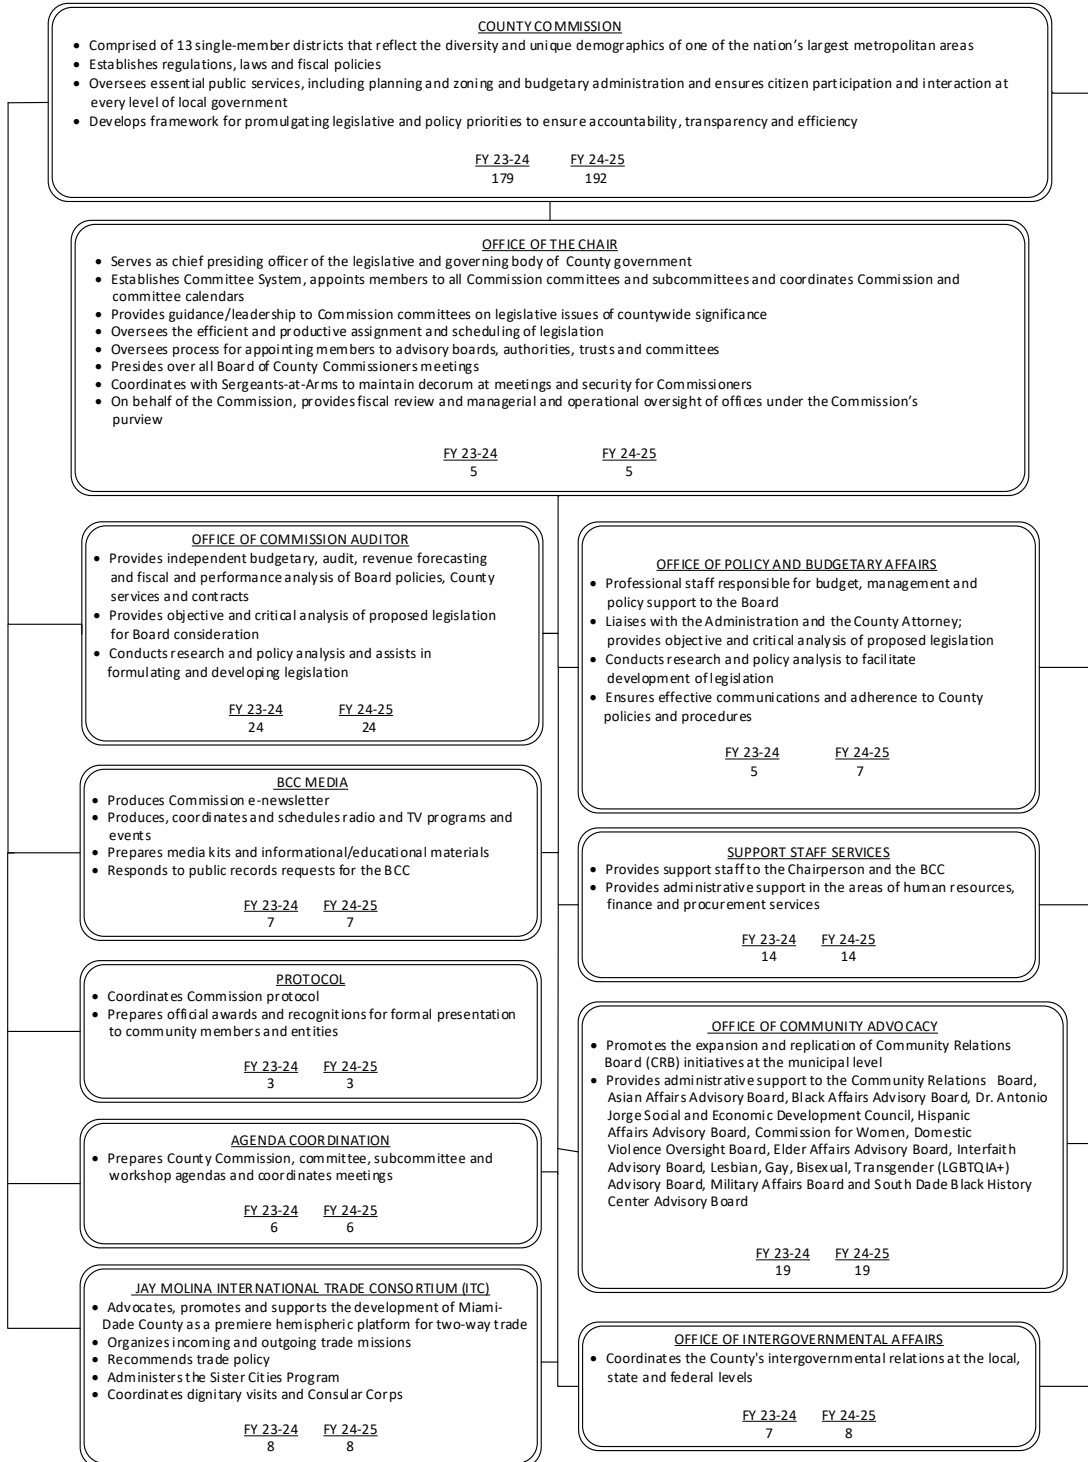 COUNTY COMMISSION
• Comprised of 13 single-member districts that reflect the diversity and unique demographics of one of the nation's largest metropolitan areas
• Establishes regulations, laws and fiscal policies
• Oversees essential public services, including planning and zoning and budgetary administration and ensures citizen participation and interaction at
every level of local government
• Develops framework for promulgating legislative and policy priorities to ensure accountability, transparency and efficiency
FY 23-24 FY 24-25
179 192
OFFICE OF THE CHAIR
• Serves as chief presiding officer of the legislative and governing body of County government
• Establishes Committee System, appoints members to all Commission committees and subcommittees and coordinates Commission and
committee calendars
• Provides guidance/leadership to Commission committees on legislative issues of countywide significance
• Oversees the efficient and productive assignment and scheduling of legislation
• Oversees process for appointing members to advisory boards, authorities, trusts and committees
• Presides over all Board of County Commissioners meetings
• Coordinates with Sergeants-at-Arms to maintain decorum at meetings and security for Commissioners
• On behalf of the Commission, provides fiscal review and managerial and operational oversight of offices under the Commission's
purview
FY 23-24 FY 24-25
5 5
OFFICE OF COMMISSION AUDITOR
• Provides independent budgetary, audit, revenue forecasting
and fiscal and performance analysis of Board policies, County
services and contracts
• Provides objective and critical analysis of proposed legislation
for Board consideration
• Conducts research and policy analysis and assists in
formulating and developing legislation
FY 23-24 FY 24-25
24 24
BCC MEDIA
• Produces Commission e-newsletter
• Produces, coordinates and schedules radio and TV programs and
events
• Prepares media kits and informational/educational materials
• Responds to public records requests for the BCC
FY 23-24 FY 24-25
7 7
PROTOCOL
• Coordinates Commission protocol
• Prepares official awards and recognitions for formal presentation
to community members and entities
FY 23-24 FY 24-25
3 3
AGENDA COORDINATION
• Prepares County Commission, committee, subcommittee and
workshop agendas and coordinates meetings
FY 23-24 FY 24-25
6 6
JAY MOLINA INTERNATIONAL TRADE CONSORTIUM (ITC)
• Advocates, promotes and supports the development of Miami-
Dade County as a premiere hemispheric platform for two-way trade
• Organizes incoming and outgoing trade missions
• Recommends trade policy
• Administers the Sister Cities Program
• Coordinates dignitary visits and Consular Corps
FY 23-24 FY 24-25
8 8
OFFICE OF POLICY AND BUDGETARY AFFAIRS
• Professional staff responsible for budget, management and
policy support to the Board
• Liaises with the Administration and the County Attorney;
provides objective and critical analysis of proposed legislation
• Conducts research and policy analysis to facilitate
development of legislation
• Ensures effective communications and adherence to County
policies and procedures
FY 23-24 FY 24-25
5 7
SUPPORT STAFF SERVICES
• Provides support staff to the Chairperson and the BCC
• Provides administrative support in the areas of human resources,
finance and procurement services
FY 23-24 FY 24-25
14 14
OFFICE OF COMMUNITY ADVOCACY
• Promotes the expansion and replication of Community Relations
Board (CRB) initiatives at the municipal level
• Provides administrative support to the Community Relations Board,
Asian Affairs Advisory Board, Black Affairs Advisory Board, Dr. Antonio
Jorge Social and Economic Development Council, Hispanic
Affairs Advisory Board, Commission for Women, Domestic
Violence Oversight Board, Elder Affairs Advisory Board, Interfaith
Advisory Board, Lesbian, Gay, Bisexual, Transgender (LGBTQIA+)
Advisory Board, Military Affairs Board and South Dade Black History
Center Advisory Board
FY 23-24 FY 24-25
19 19
OFFICE OF INTERGOVERNMENTAL AFFAIRS
• Coordinates the County's intergovernmental relations at the local,
state and federal levels
FY 23-24 FY 24-25
7 8